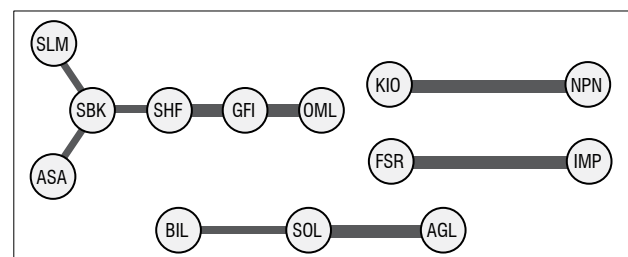 SLM
KIO NPN
SBK SHF GFI OML
FSR IMP
ASA
BIL SOL AGL